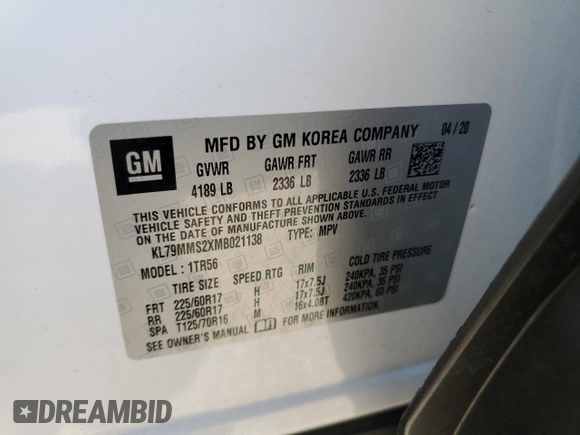 GM
MFD BY GM KOREA COMPANY 04/20
GVWR GAWR FRT GAWR RR
4189 LB 2336 LB 2336 LB
THIS VEHICLE CONFORMS TO ALL APPLICABLE U.S. FEDERAL MOTOR
VEHICLE SAFETY AND THEFT PREVENTION STANDARDS IN EFFECT
ON THE DATE OF MANUFACTURE SHOWN ABOVE.
KL79MMS2XMB021138 TYPE: MPV
MODEL: 1TR56
TIRE SIZE SPEED RTG RIM COLD TIRE PRESSURE
FRT 225/60R17 H 17x7.5J 240KPA, 35 PSI
RR 225/60R17 H 17x7.5J 240KPA, 35 PSI
SPA T125/70R16 M 16x4.0BT 420KPA, 60 PSI
SEE OWNER'S MANUAL FOR MORE INFORMATION.
DREAMBID